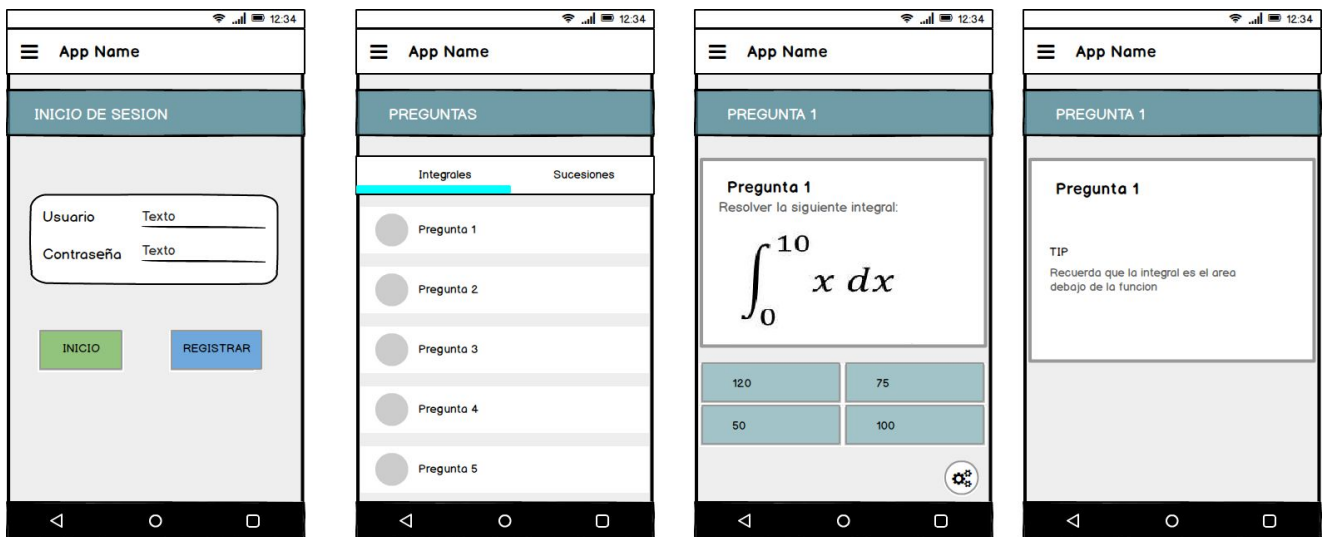 12:34
App Name
INICIO DE SESION
Usuario Texto
Contraseña Texto
INICIO REGISTRAR
12:34
App Name
PREGUNTAS
Integrales Sucesiones
Pregunta 1
Pregunta 2
Pregunta 3
Pregunta 4
Pregunta 5
12:34
App Name
PREGUNTA 1
Pregunta 1
Resolver la siguiente integral:
∫₀¹⁰ x dx
120 75
50 100
12:34
App Name
PREGUNTA 1
Pregunta 1
TIP
Recuerda que la integral es el area
debajo de la funcion